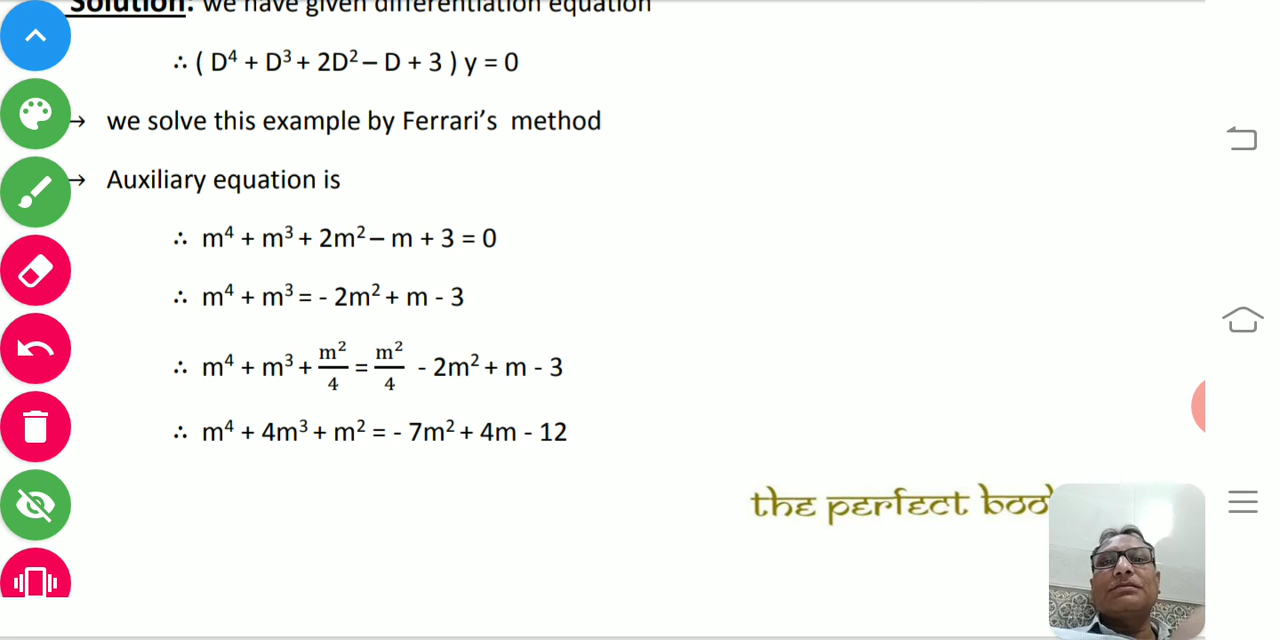 Solution: we have given differentiation equation
∴ ( D⁴ + D³ + 2D² – D + 3 ) y = 0
→ we solve this example by Ferrari’s method
→ Auxiliary equation is
∴ m⁴ + m³ + 2m² – m + 3 = 0
∴ m⁴ + m³ = - 2m² + m - 3
∴ m⁴ + m³ + m²/4 = m²/4 - 2m² + m - 3
∴ m⁴ + 4m³ + m² = - 7m² + 4m - 12
the perfect